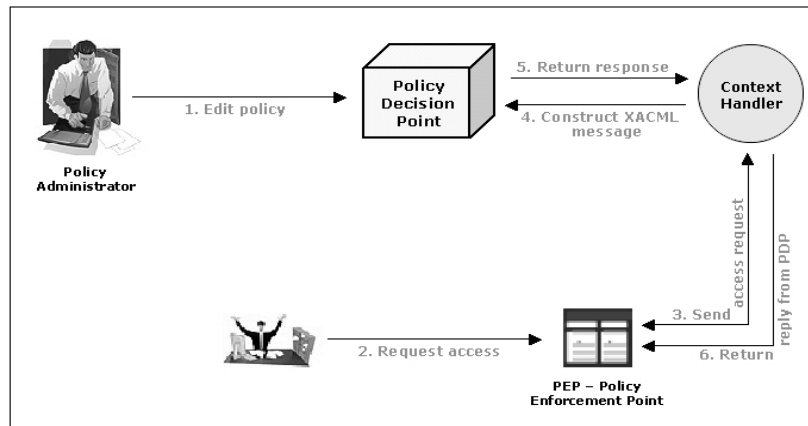 Policy
Decision
Point
5. Return response
Context
Handler
1. Edit policy
4. Construct XACML
message
Policy
Administrator
access request
reply from PDP
3. Send
2. Request access
6. Return
PEP – Policy
Enforcement Point